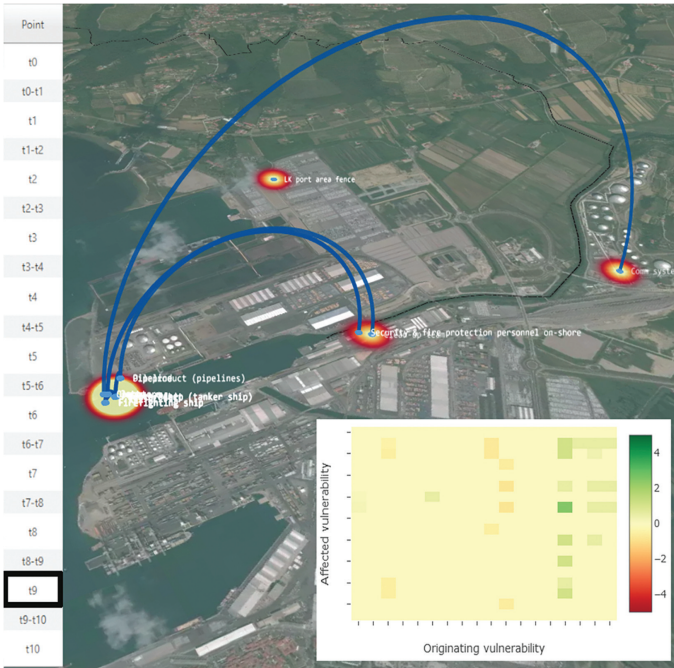 Point
t0
t0-t1
t1
t1-t2
t2
t2-t3
t3
t3-t4
t4
t4-t5
t5
t5-t6
t6
t6-t7
t7
t7-t8
t8
t8-t9
t9
t9-t10
t10
LK port area fence
Comm syste
Security & fire protection personnel on-shore
product (pipelines)
(tanker ship)
Firefighting ship
Affected vulnerability
Originating vulnerability
4
2
0
−2
−4